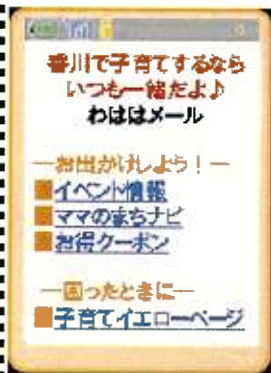 香川で子育てするなら
いつも一緒だよ♪
わははメール
―お出かけしよう！―
イベント情報
ママのまちナビ
お得クーポン
―困ったときに―
子育てイエローページ